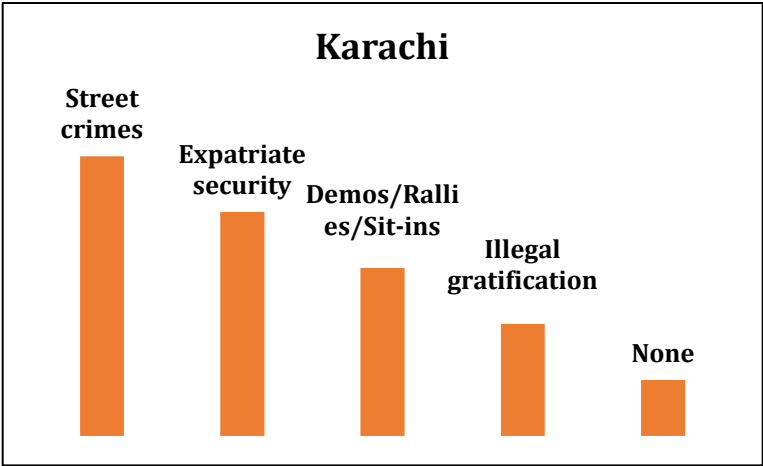 Karachi
Street
crimes
Expatriate
security
Demos/Ralli
es/Sit-ins
Illegal
gratification
None